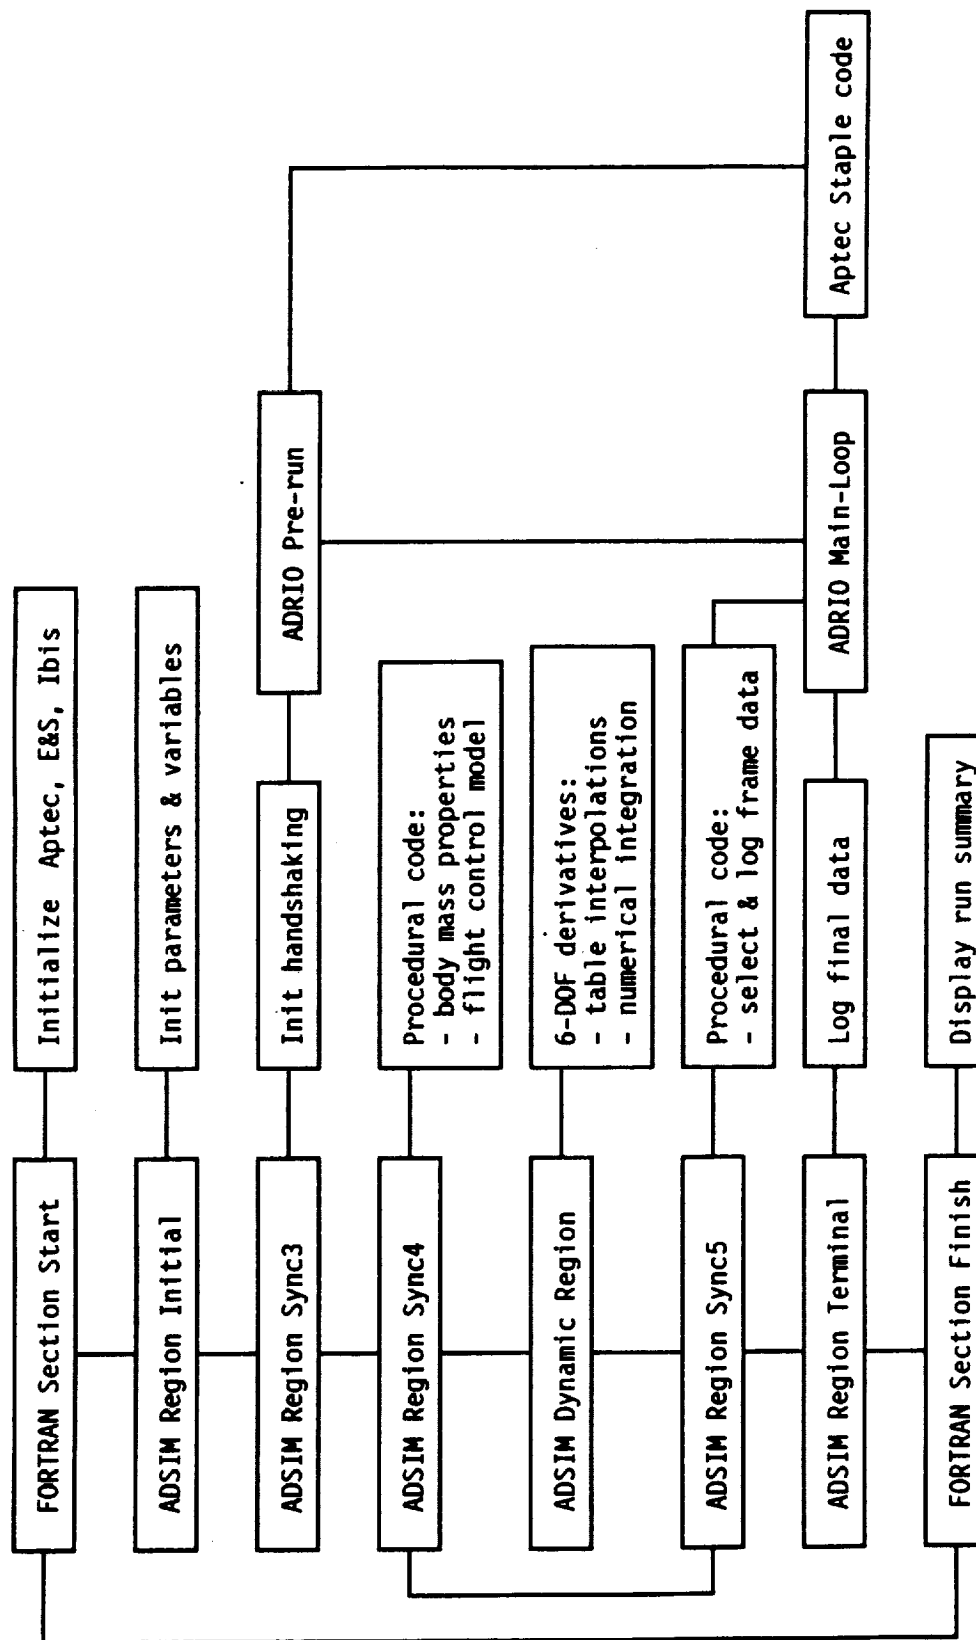 FORTRAN Section Start
Initialize Aptec, E&S, Ibis
ADSIM Region Initial
Init parameters & variables
ADSIM Region Sync3
Init handshaking
ADRIO Pre-run
ADSIM Region Sync4
Procedural code:
- body mass properties
- flight control model
ADSIM Dynamic Region
6-DOF derivatives:
- table interpolations
- numerical integration
ADSIM Region Sync5
Procedural code:
- select & log frame data
ADSIM Region Terminal
Log final data
ADRIO Main-Loop
Aptec Staple code
FORTRAN Section Finish
Display run summary